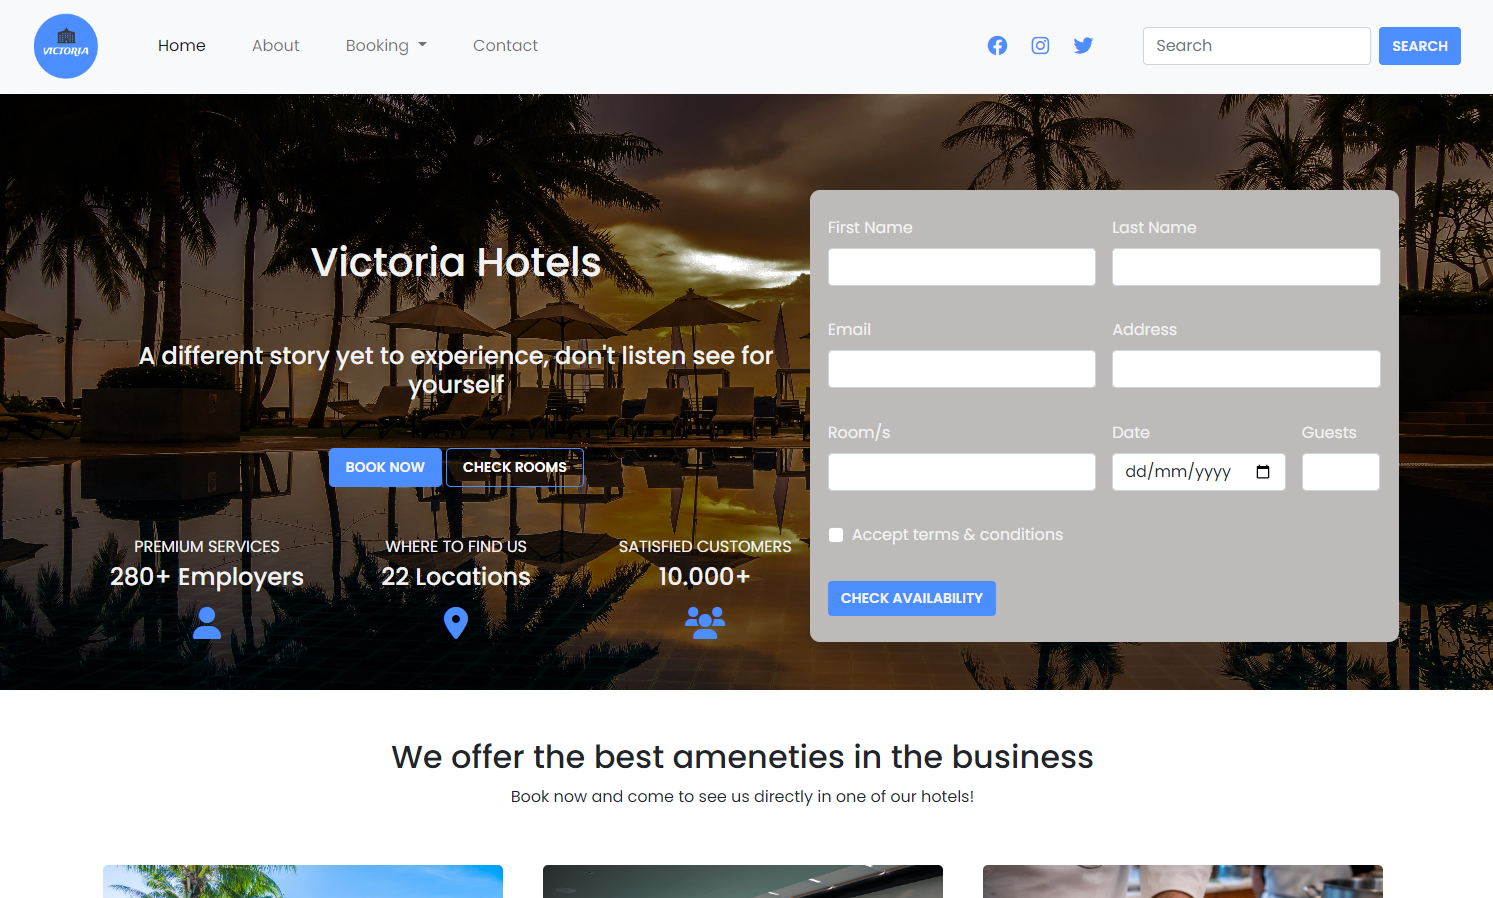 VICTORIA
Home
About
Booking
Contact
Search
SEARCH
Victoria Hotels
A different story yet to experience, don't listen see for
yourself
BOOK NOW
CHECK ROOMS
PREMIUM SERVICES
280+ Employers
WHERE TO FIND US
22 Locations
SATISFIED CUSTOMERS
10.000+
First Name
Last Name
Email
Address
Room/s
Date
Guests
dd/mm/yyyy
Accept terms & conditions
CHECK AVAILABILITY
We offer the best ameneties in the business
Book now and come to see us directly in one of our hotels!